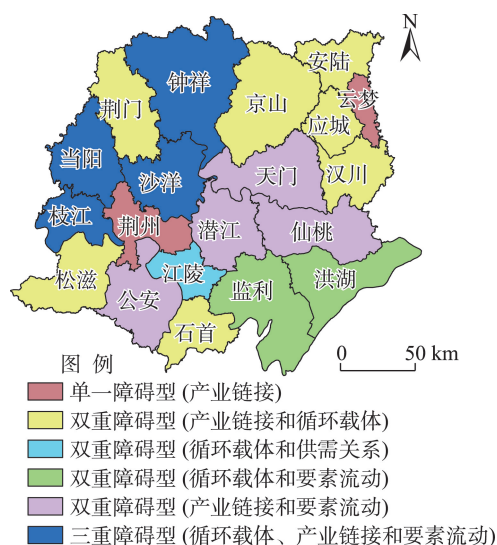 N
安陆
钟祥
云梦
荆门
京山
应城
当阳
沙洋
天门
汉川
枝江
荆州
潜江
仙桃
松滋
江陵
监利
洪湖
公安
石首
图 例
0 50 km
单一障碍型 (产业链接)
双重障碍型 (产业链接和循环载体)
双重障碍型 (循环载体和供需关系)
双重障碍型 (循环载体和要素流动)
双重障碍型 (产业链接和要素流动)
三重障碍型 (循环载体、产业链接和要素流动)